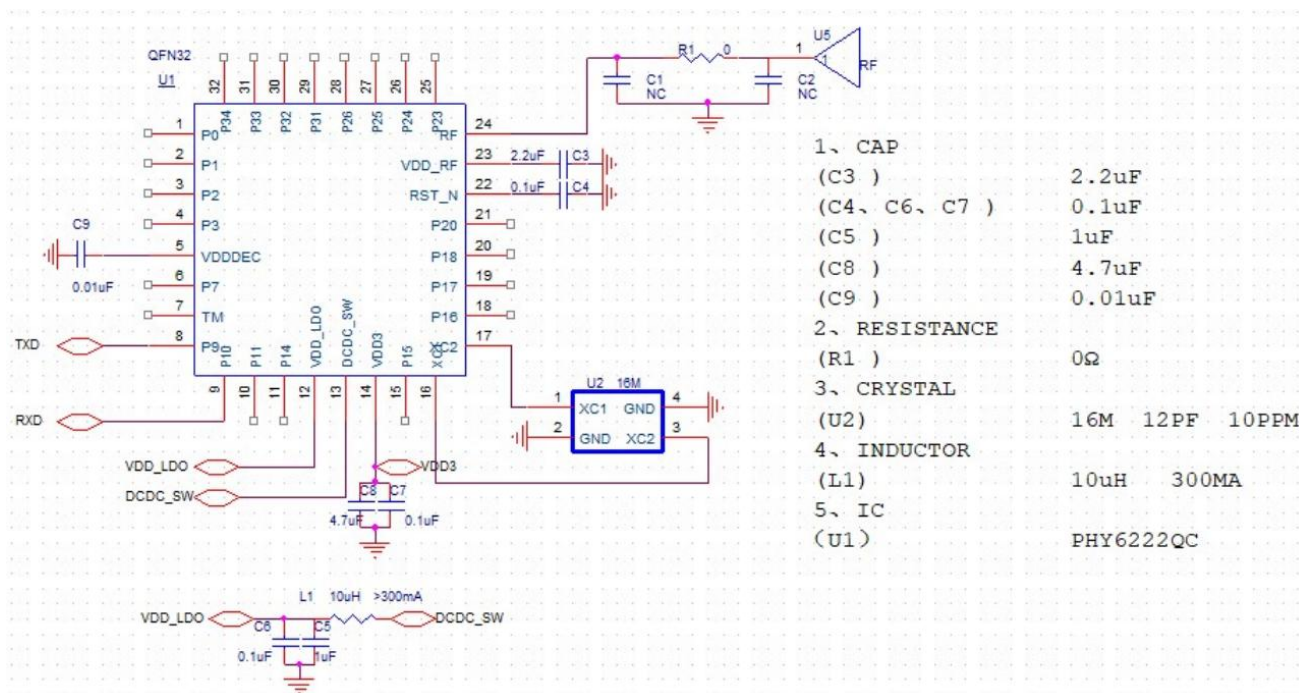 QFN32
U1
32 31 30 29 28 27 26 25
P34 P33 P32 P31 P26 P25 P24 P23
1 P0
2 P1
3 P2
4 P3
5 VDDDEC
6 P7
7 TM
8 P9
TXD
RXD
C9
0.01uF
RF 24
VDD_RF 23
RST_N 22
P20 21
P18 20
P17 19
P16 18
XC2 17
P10 P11 P14 VDD_LDO DCDC_SW VDD3 P15
9 10 11 12 13 14 15 16
R1 0
C1
NC
C2
NC
U5
1
1
RF
2.2uF C3
0.1uF C4
U2 16M
1 XC1 GND 4
2 GND XC2 3
VDD_LDO
DCDC_SW
VDD3
C8 C7
4.7uF 0.1uF
L1 10uH >300mA
VDD_LDO DCDC_SW
C6 C5
0.1uF 1uF
1、CAP
(C3 ) 2.2uF
(C4、C6、C7 ) 0.1uF
(C5 ) 1uF
(C8 ) 4.7uF
(C9 ) 0.01uF
2、RESISTANCE
(R1 ) 0Ω
3、CRYSTAL
(U2) 16M 12PF 10PPM
4、INDUCTOR
(L1) 10uH 300MA
5、IC
(U1) PHY6222QC